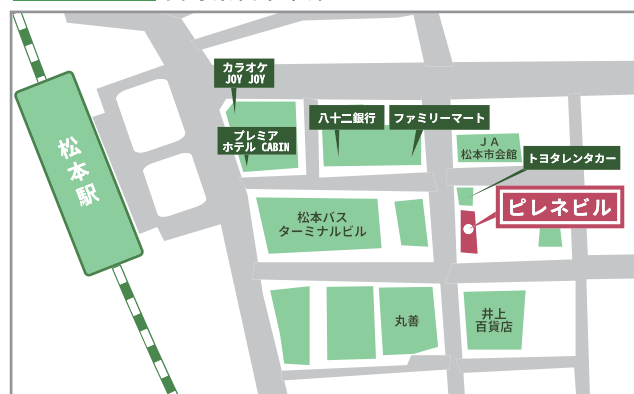 カラオケ
JOY JOY
八十二銀行
ファミリーマート
プレミア
ホテル CABIN
JA
松本市会館
トヨタレンタカー
松本駅
ピレネビル
松本バス
ターミナルビル
丸善
井上
百貨店